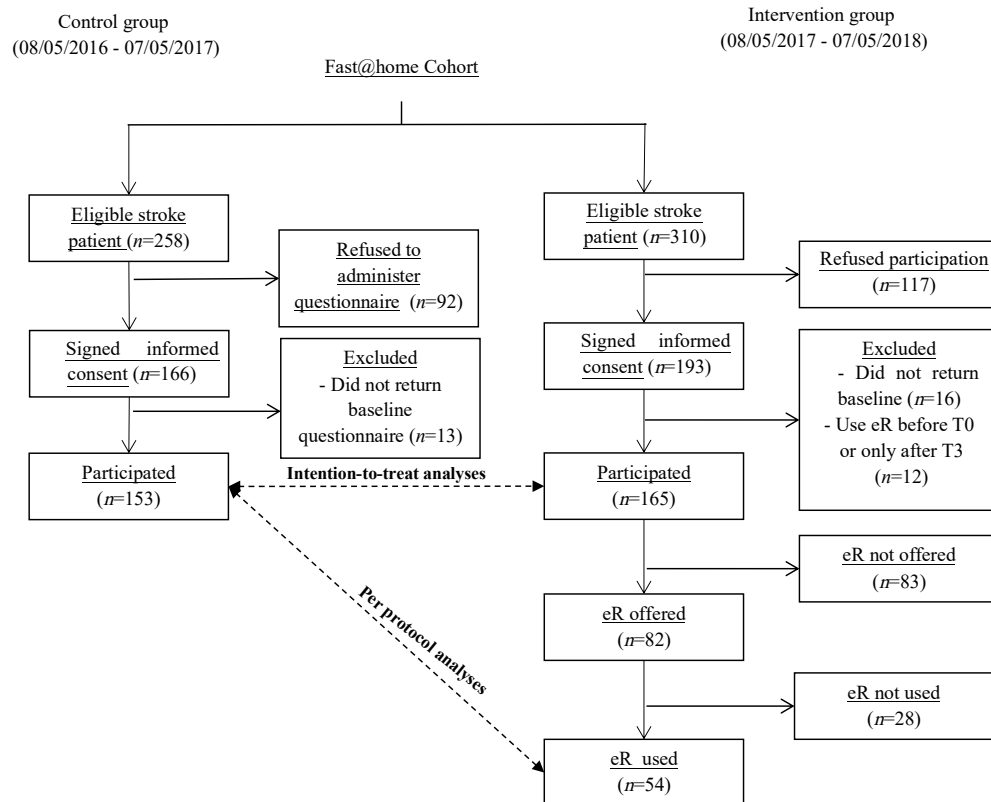 Control group
(08/05/2016 - 07/05/2017)
Intervention group
(08/05/2017 - 07/05/2018)
Fast@home Cohort
Eligible stroke
patient (n=258)
Refused to
administer
questionnaire (n=92)
Signed informed
consent (n=166)
Excluded
- Did not return
baseline
questionnaire (n=13)
Participated
(n=153)
Intention-to-treat analyses
Per protocol analyses
Eligible stroke
patient (n=310)
Refused participation
(n=117)
Signed informed
consent (n=193)
Excluded
- Did not return
baseline (n=16)
- Use eR before T0
or only after T3
(n=12)
Participated
(n=165)
eR not offered
(n=83)
eR offered
(n=82)
eR not used
(n=28)
eR used
(n=54)